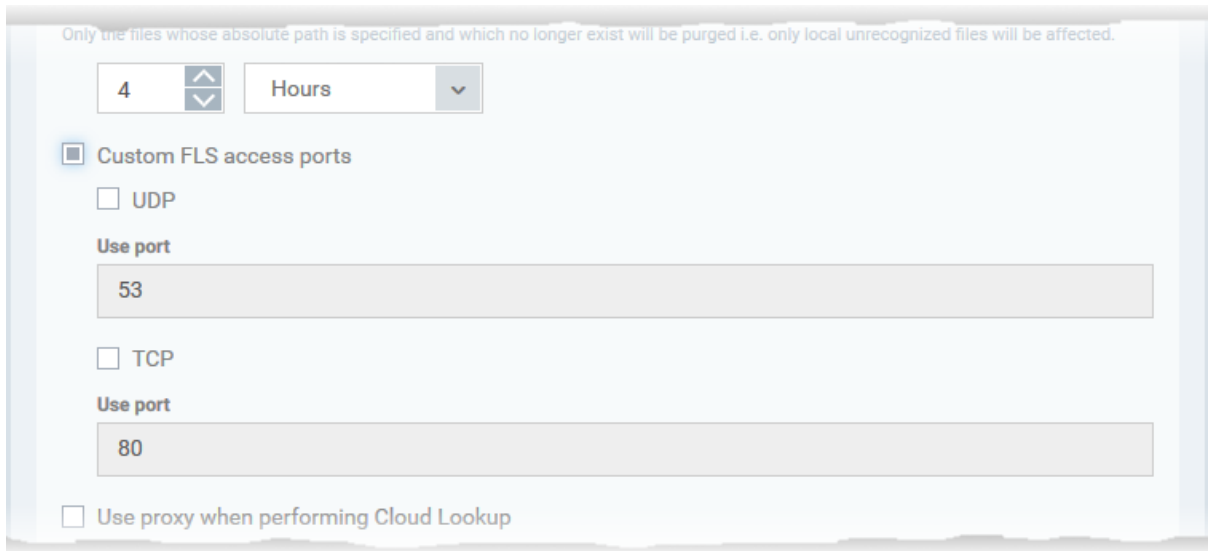 Only the files whose absolute path is specified and which no longer exist will be purged i.e. only local unrecognized files will be affected.
4 Hours
Custom FLS access ports
UDP
Use port
53
TCP
Use port
80
Use proxy when performing Cloud Lookup